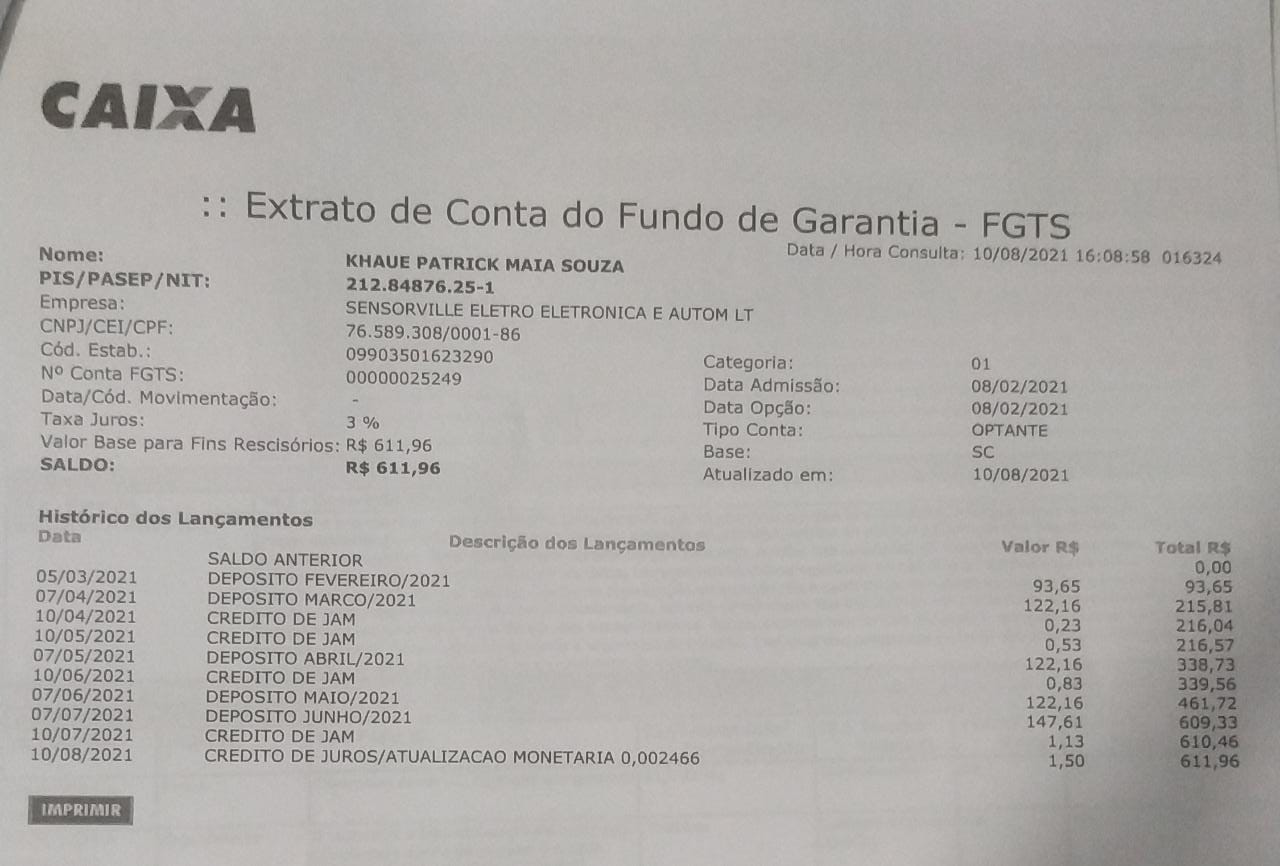 CAIXA
:: Extrato de Conta do Fundo de Garantia - FGTS
Data / Hora Consulta: 10/08/2021 16:08:58 016324
Nome: KHAUE PATRICK MAIA SOUZA
PIS/PASEP/NIT: 212.84876.25-1
Empresa: SENSORVILLE ELETRO ELETRONICA E AUTOM LT
CNPJ/CEI/CPF: 76.589.308/0001-86
Cód. Estab.: 09903501623290 Categoria: 01
Nº Conta FGTS: 00000025249 Data Admissão: 08/02/2021
Data/Cód. Movimentação: - Data Opção: 08/02/2021
Taxa Juros: 3 % Tipo Conta: OPTANTE
Valor Base para Fins Rescisórios: R$ 611,96 Base: SC
SALDO: R$ 611,96 Atualizado em: 10/08/2021
Histórico dos Lançamentos
Data Descrição dos Lançamentos Valor R$ Total R$
SALDO ANTERIOR 0,00
05/03/2021 DEPOSITO FEVEREIRO/2021 93,65 93,65
07/04/2021 DEPOSITO MARCO/2021 122,16 215,81
10/04/2021 CREDITO DE JAM 0,23 216,04
10/05/2021 CREDITO DE JAM 0,53 216,57
07/05/2021 DEPOSITO ABRIL/2021 122,16 338,73
10/06/2021 CREDITO DE JAM 0,83 339,56
07/06/2021 DEPOSITO MAIO/2021 122,16 461,72
07/07/2021 DEPOSITO JUNHO/2021 147,61 609,33
10/07/2021 CREDITO DE JAM 1,13 610,46
10/08/2021 CREDITO DE JUROS/ATUALIZACAO MONETARIA 0,002466 1,50 611,96
IMPRIMIR